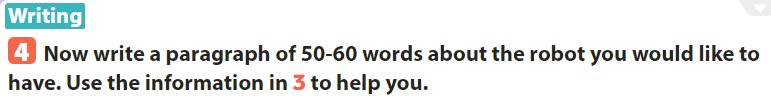 Writing
4 Now write a paragraph of 50-60 words about the robot you would like to
have. Use the information in 3 to help you.